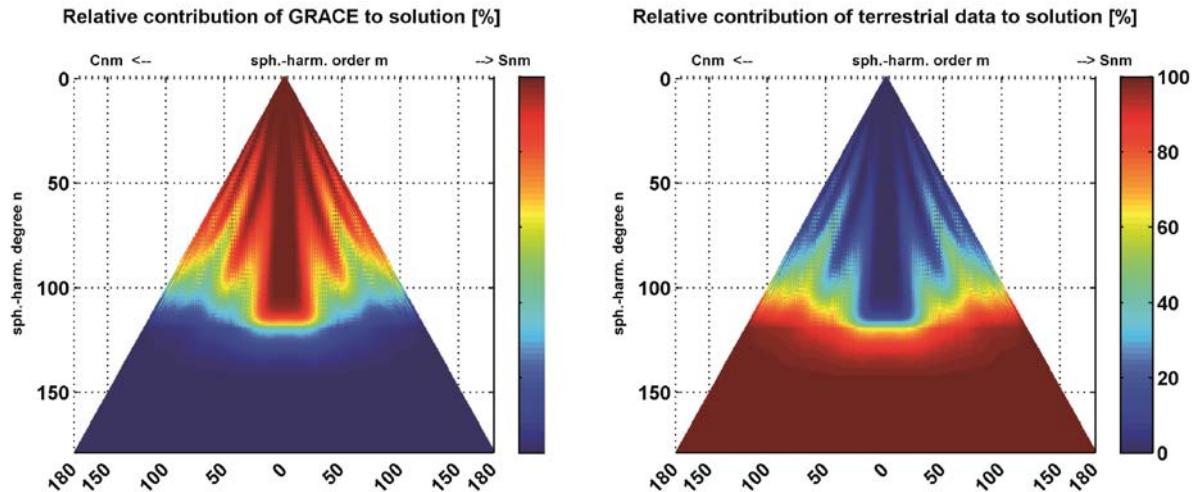 Relative contribution of GRACE to solution [%]
Cnm <-- sph.-harm. order m --> Snm
0
50
100
150
sph.-harm. degree n
180 150 100 50 0 50 100 150 180
Relative contribution of terrestrial data to solution [%]
Cnm <-- sph.-harm. order m --> Snm
0
50
100
150
sph.-harm. degree n
180 150 100 50 0 50 100 150 180
100
80
60
40
20
0